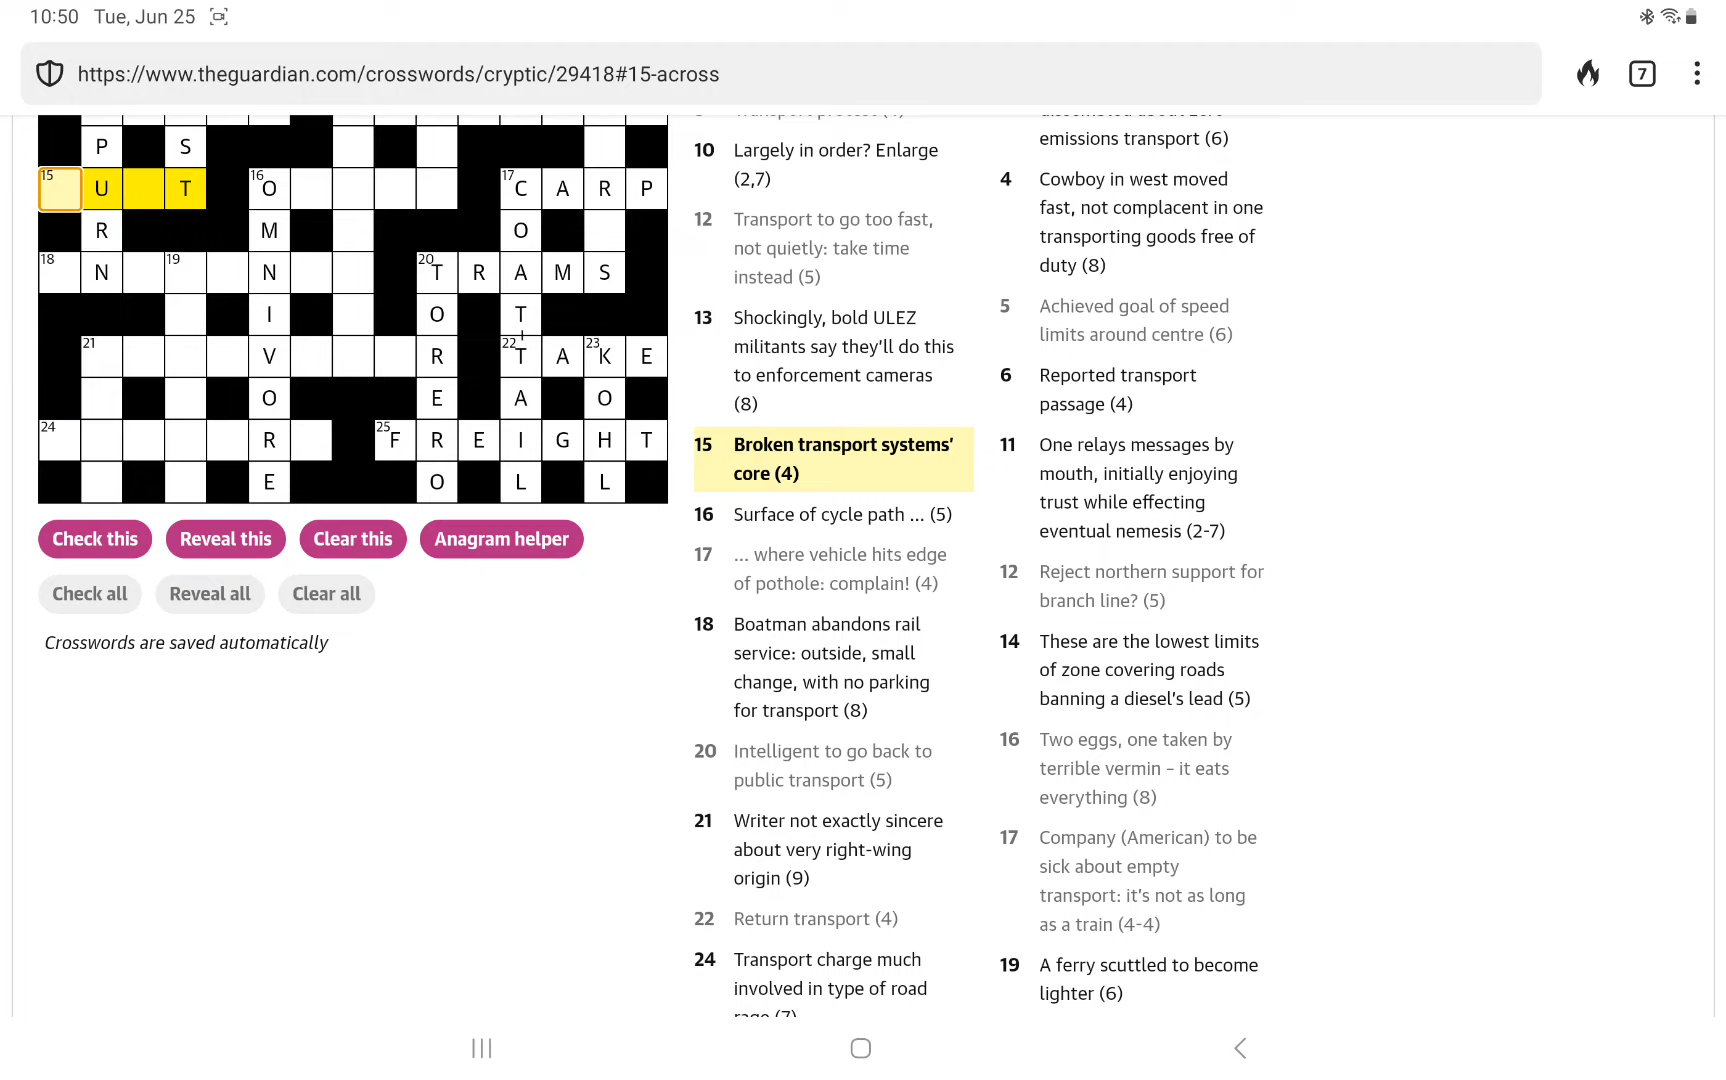 10:50 Tue, Jun 25
https://www.theguardian.com/crosswords/cryptic/29418#15-across
7
P S
15 U T 16 O 17 C A R P
R M O
18 N 19 N 20 T R A M S
I O T
21 V R 22 T A 23 K E
O E A O
24 R 25 F R E I G H T
E O L L
Check this
Reveal this
Clear this
Anagram helper
Check all
Reveal all
Clear all
Crosswords are saved automatically
10 Largely in order? Enlarge
(2,7)
12 Transport to go too fast,
not quietly: take time
instead (5)
13 Shockingly, bold ULEZ
militants say they'll do this
to enforcement cameras
(8)
15 Broken transport systems'
core (4)
16 Surface of cycle path ... (5)
17 ... where vehicle hits edge
of pothole: complain! (4)
18 Boatman abandons rail
service: outside, small
change, with no parking
for transport (8)
20 Intelligent to go back to
public transport (5)
21 Writer not exactly sincere
about very right-wing
origin (9)
22 Return transport (4)
24 Transport charge much
involved in type of road
emissions transport (6)
4 Cowboy in west moved
fast, not complacent in one
transporting goods free of
duty (8)
5 Achieved goal of speed
limits around centre (6)
6 Reported transport
passage (4)
11 One relays messages by
mouth, initially enjoying
trust while effecting
eventual nemesis (2-7)
12 Reject northern support for
branch line? (5)
14 These are the lowest limits
of zone covering roads
banning a diesel's lead (5)
16 Two eggs, one taken by
terrible vermin – it eats
everything (8)
17 Company (American) to be
sick about empty
transport: it's not as long
as a train (4-4)
19 A ferry scuttled to become
lighter (6)